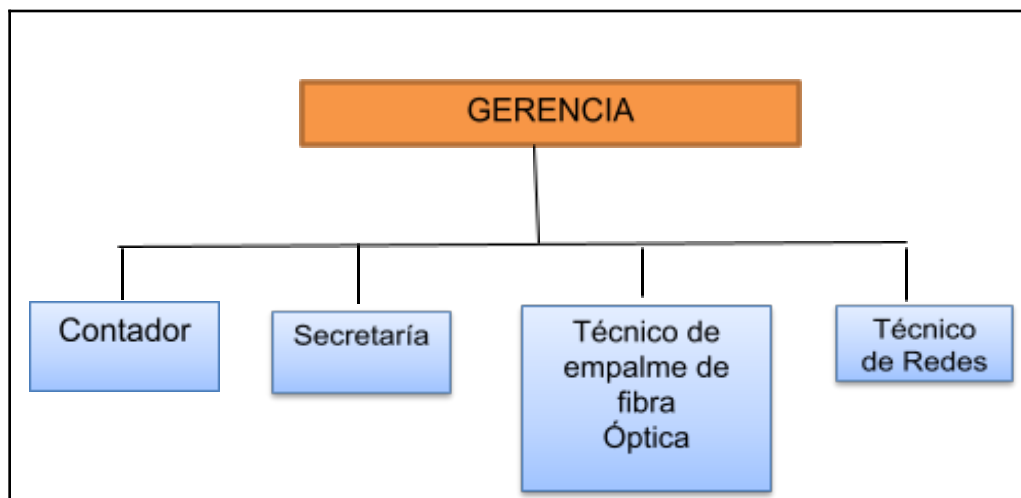 GERENCIA
Contador
Secretaría
Técnico de
empalme de
fibra
Óptica
Técnico
de Redes